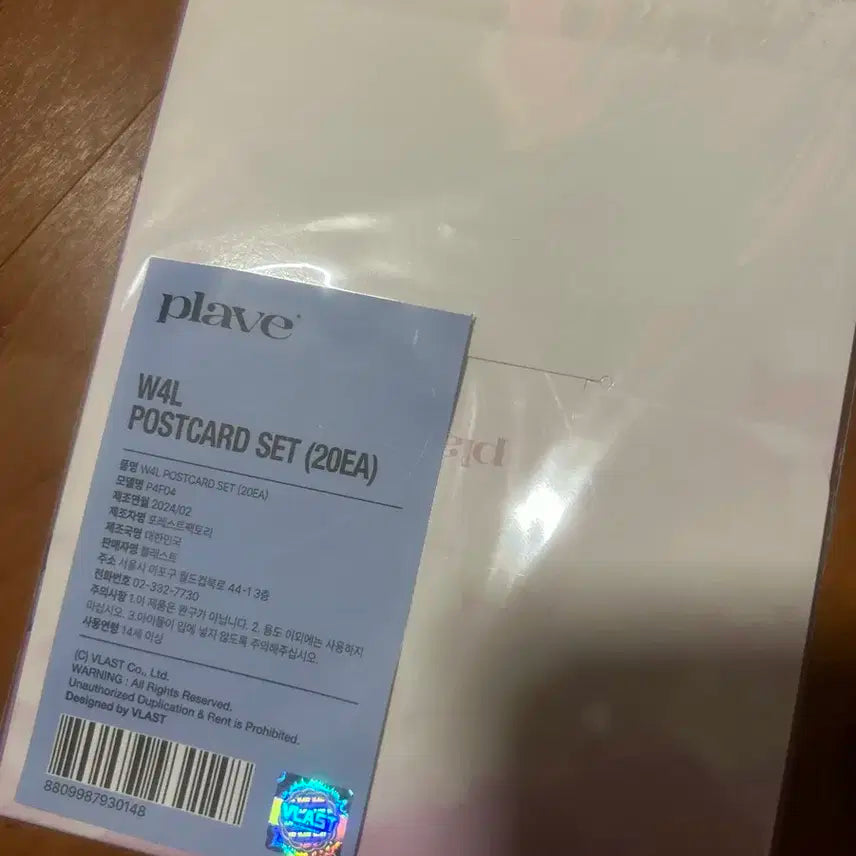 plave
W4L
POSTCARD SET (20EA)
품명 W4L POSTCARD SET (20EA)
모델명 P4F04
제조연월 2024/02
제조자명 포레스트팩토리
제조국명 대한민국
판매자명 블래스트
주소 서울시 마포구 월드컵북로 44-1 3층
전화번호 02-332-7730
주의사항 1.이 제품은 완구가 아닙니다. 2. 용도 이외에는 사용하지
마십시오. 3.아이들이 입에 넣지 않도록 주의해주십시오.
사용연령 14세 이상
(C) VLAST Co., Ltd.
WARNING : All Rights Reserved.
Unauthorized Duplication & Rent is Prohibited.
Designed by VLAST
8809987930148
VLAST